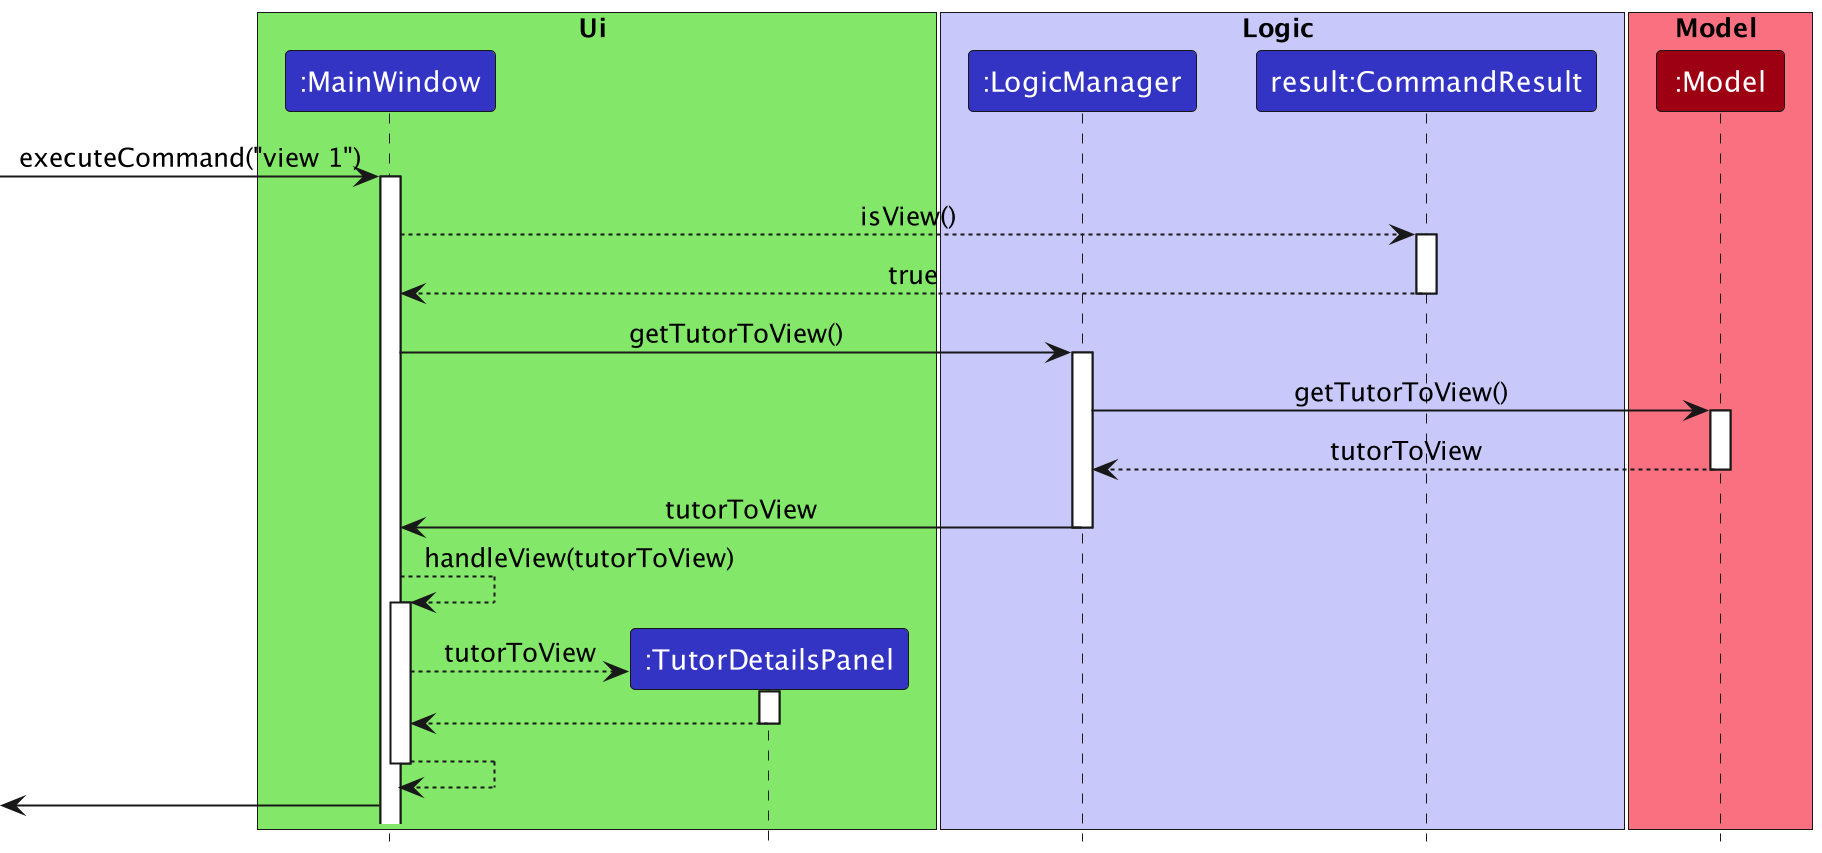 Ui
Logic
Model
:MainWindow
:LogicManager
result:CommandResult
:Model
executeCommand("view 1")
isView()
true
getTutorToView()
getTutorToView()
tutorToView
tutorToView
handleView(tutorToView)
tutorToView
:TutorDetailsPanel